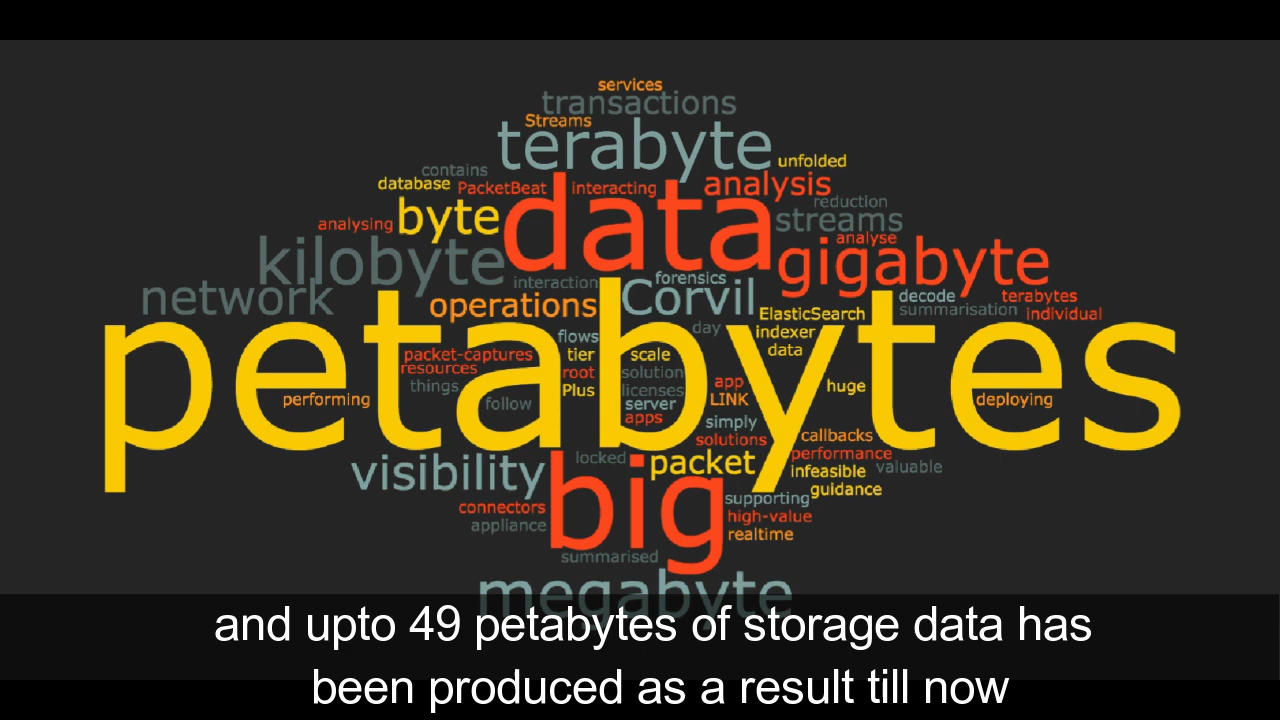 services
transactions
Streams
terabyte
unfolded
contains
database PacketBeat interacting analysis
reduction
byte data streams
analysing
analyse
kilobyte gigabyte
forensics
interaction
network operations Corvil decode terabytes
summarisation individual
ElasticSearch
day
indexer
petabytes
flows
data
packet-captures tier scale
resources root solution
things Plus licenses app huge
performing follow server LINK deploying
apps simply
solutions callbacks
performance
locked packet infeasible valuable
visibility
guidance
big supporting
connectors high-value
appliance realtime
summarised
megabyte
and upto 49 petabytes of storage data has
been produced as a result till now